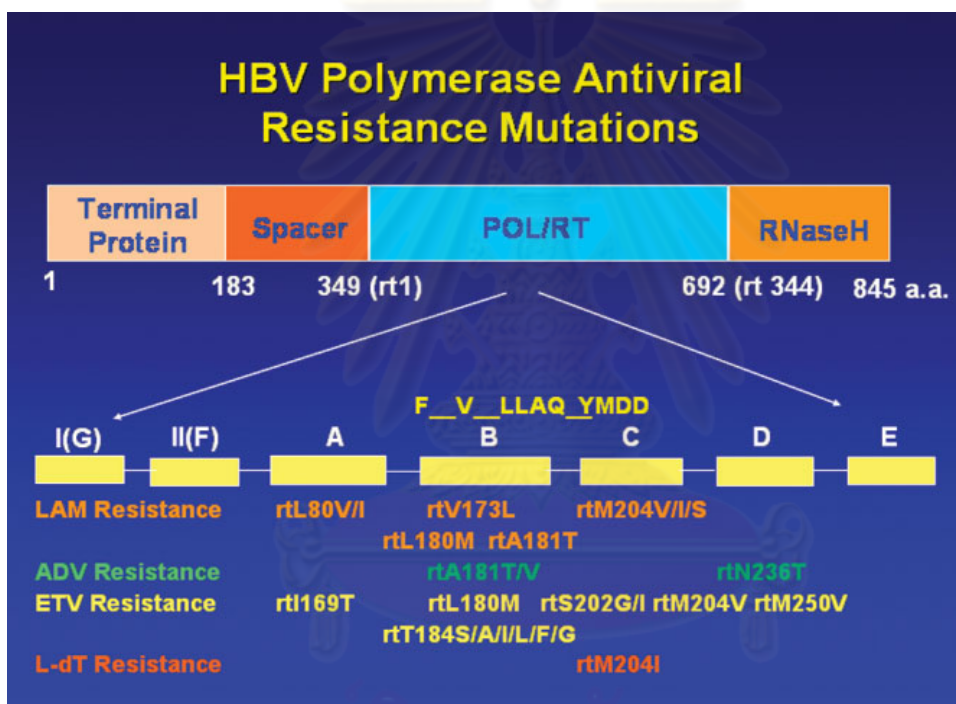 HBV Polymerase Antiviral
Resistance Mutations
Terminal
Protein
Spacer
POL/RT
RNaseH
1
183
349 (rt1)
692 (rt 344)
845 a.a.
F__V__LLAQ_YMDD
I(G)
II(F)
A
B
C
D
E
LAM Resistance rtL80V/I rtV173L rtM204V/I/S
rtL180M rtA181T
ADV Resistance rtA181T/V rtN236T
ETV Resistance rtI169T rtL180M rtS202G/I rtM204V rtM250V
rtT184S/A/I/L/F/G
L-dT Resistance rtM204I